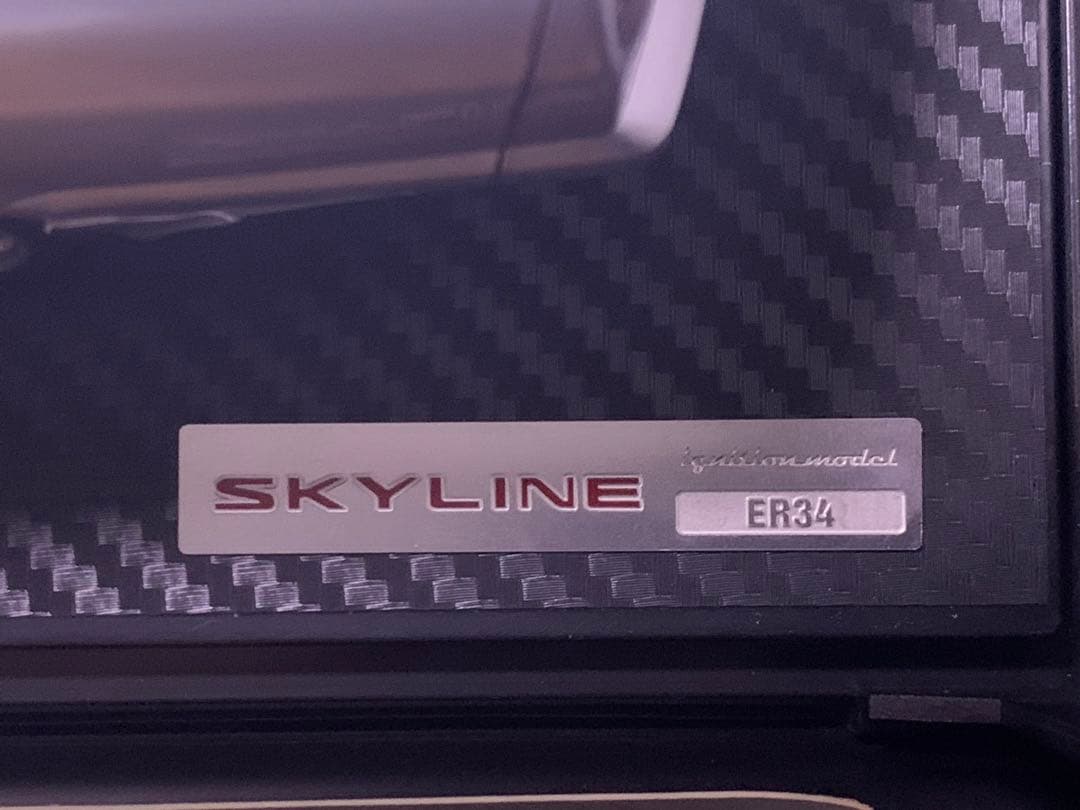 SKYLINE
ignition model
ER34